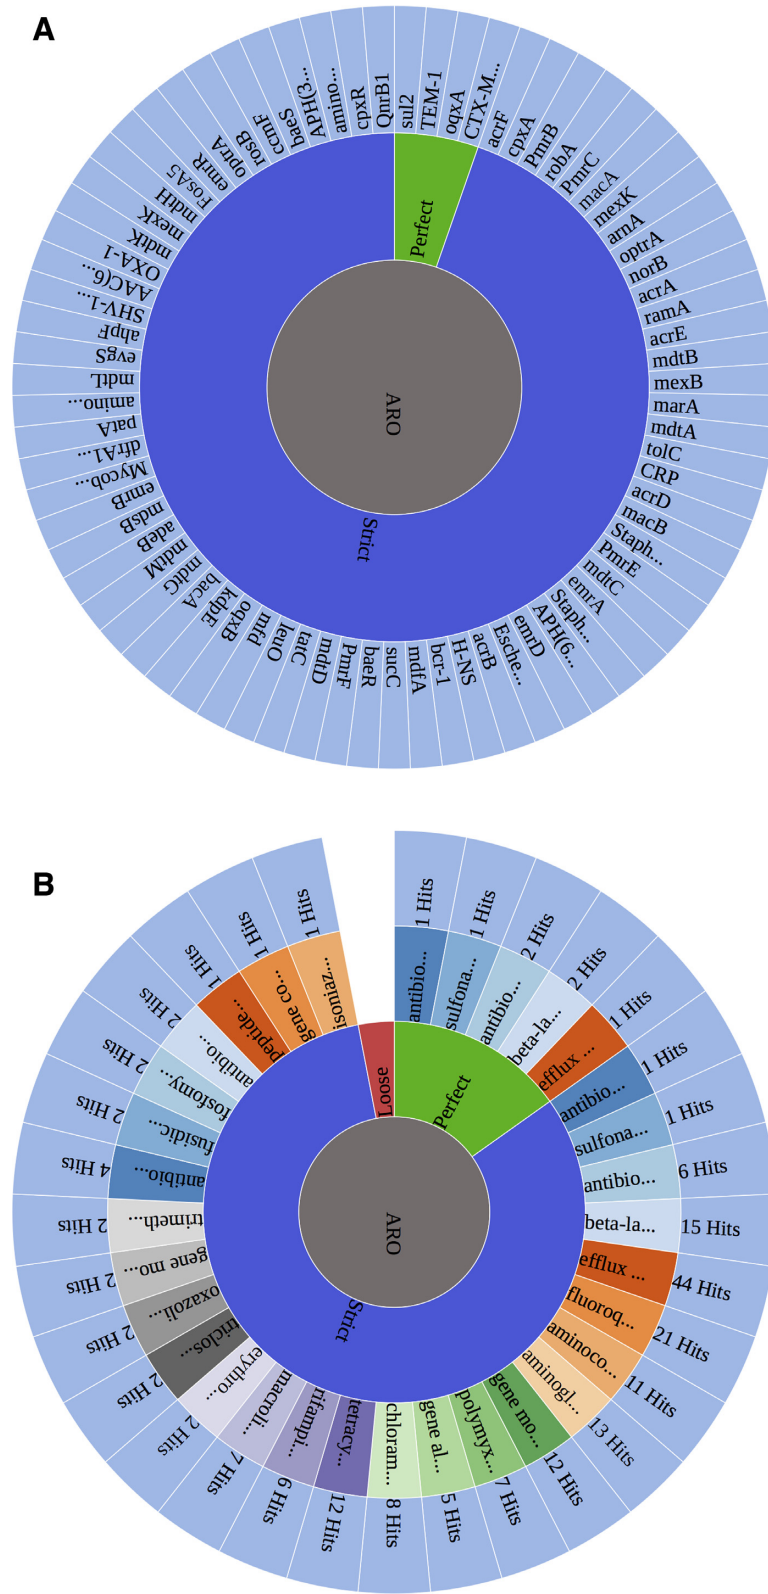 A
sul2
TEM-1
oqxA
CTX-M...
acrF
cpxA
PmrB
robA
PmrC
macA
mexK
arnA
optrA
norB
acrA
ramA
acrE
mdtB
mexB
marA
mdtA
tolC
CRP
acrD
macB
Staph...
PmrE
mdtC
emrA
Staph...
APH(6...
emrD
Esche...
acrB
H-NS
bcr-1
mdfA
sucC
baeR
PmrF
mdtD
tatC
leuO
mfd
oqxB
kdpE
bacA
mdtG
mdtM
adeB
mdsB
emrB
Mycob...
dfrA1...
patA
amino...
mdtL
evgS
ahpF
SHV-1...
AAC(6...
OXA-1
mdtK
mexK
mdtH
FosA5
emrR
optrA
rosB
ccmF
baeS
APH(3...
amino...
cpxR
QnrB1
Perfect
Strict
ARO
B
1 Hits
1 Hits
2 Hits
2 Hits
1 Hits
1 Hits
1 Hits
6 Hits
15 Hits
44 Hits
21 Hits
11 Hits
13 Hits
12 Hits
7 Hits
5 Hits
8 Hits
12 Hits
6 Hits
7 Hits
2 Hits
2 Hits
2 Hits
2 Hits
2 Hits
4 Hits
2 Hits
2 Hits
2 Hits
1 Hits
1 Hits
1 Hits
antibio...
sulfona...
antibio...
beta-la...
efflux ...
antibio...
sulfona...
antibio...
beta-la...
efflux ...
fluoroq...
aminoco...
aminogl...
gene mo...
polymyx...
gene al...
chloram...
tetracy...
rifampi...
macroli...
erythro...
triclos...
oxazoli...
gene mo...
trimeth...
antibio...
fusidic...
fosfomy...
antibio...
peptide...
gene co...
isoniaz...
Loose
Perfect
Strict
ARO